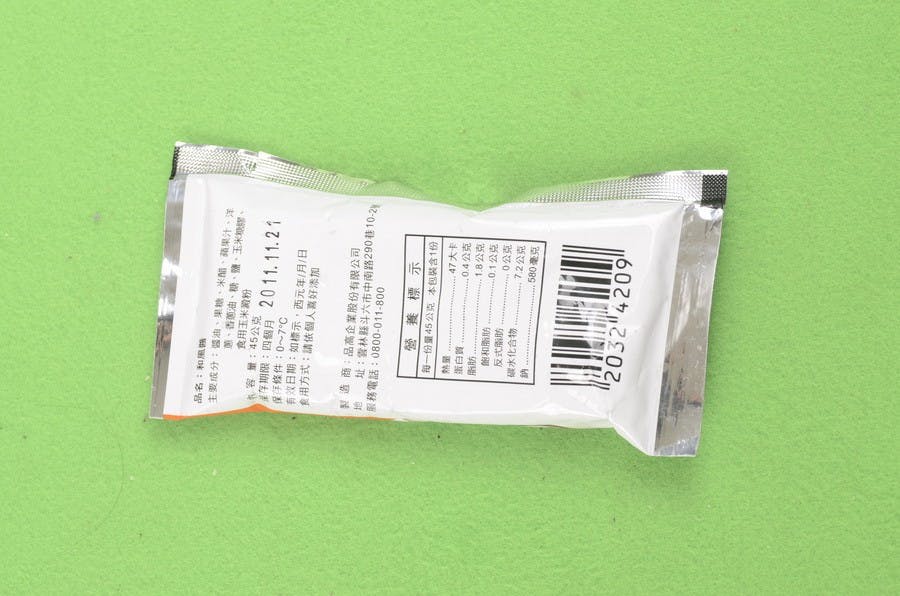 品名：和風醬
主要成分：醬油、果糖、米醋、蘋果汁、洋
蔥、香蔥油、糖、鹽、玉米糖膠、
食用玉米澱粉
容量：45公克
保存期限：四個月
保存條件：0~7℃
有效日期：如標示，西元年/月/日
2011.11.21
食用方式：請依個人喜好添加
製造商：品高企業股份有限公司
地址：雲林縣斗六市中南路290巷10-2
服務電話：0800-011-800
營養標示
每一份量45公克 本包裝含1份
熱量 47大卡
蛋白質 0.4公克
脂肪 1.8公克
飽和脂肪 0.1公克
反式脂肪 0公克
碳水化合物 7.2公克
鈉 580毫克
20327209